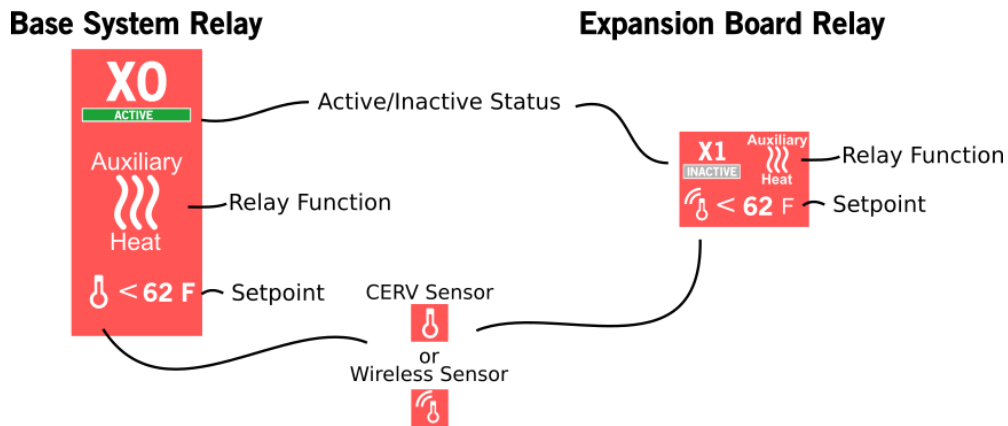 Base System Relay
Expansion Board Relay
X0
ACTIVE
Active/Inactive Status
Auxiliary
Heat
Relay Function
< 62 F
Setpoint
X1
INACTIVE
Auxiliary
Heat
Relay Function
< 62 F
Setpoint
CERV Sensor
or
Wireless Sensor